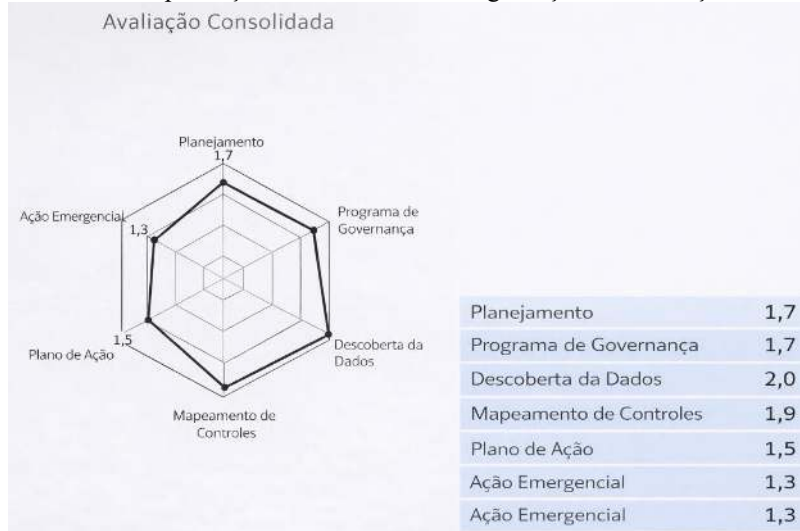 Avaliação Consolidada
Planejamento
1,7
Programa de
Governança
Ação Emergencial
1,3
1,5
Plano de Ação
Descoberta da
Dados
Mapeamento de
Controles
Planejamento 1,7
Programa de Governança 1,7
Descoberta da Dados 2,0
Mapeamento de Controles 1,9
Plano de Ação 1,5
Ação Emergencial 1,3
Ação Emergencial 1,3